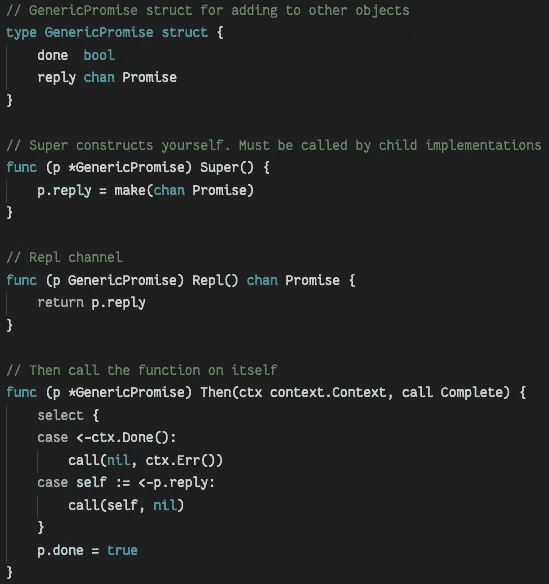 // GenericPromise struct for adding to other objects
type GenericPromise struct {
    done  bool
    reply chan Promise
}
// Super constructs yourself. Must be called by child implementations
func (p *GenericPromise) Super() {
    p.reply = make(chan Promise)
}
// Repl channel
func (p GenericPromise) Repl() chan Promise {
    return p.reply
}
// Then call the function on itself
func (p *GenericPromise) Then(ctx context.Context, call Complete) {
    select {
    case <-ctx.Done():
        call(nil, ctx.Err())
    case self := <-p.reply:
        call(self, nil)
    }
    p.done = true
}